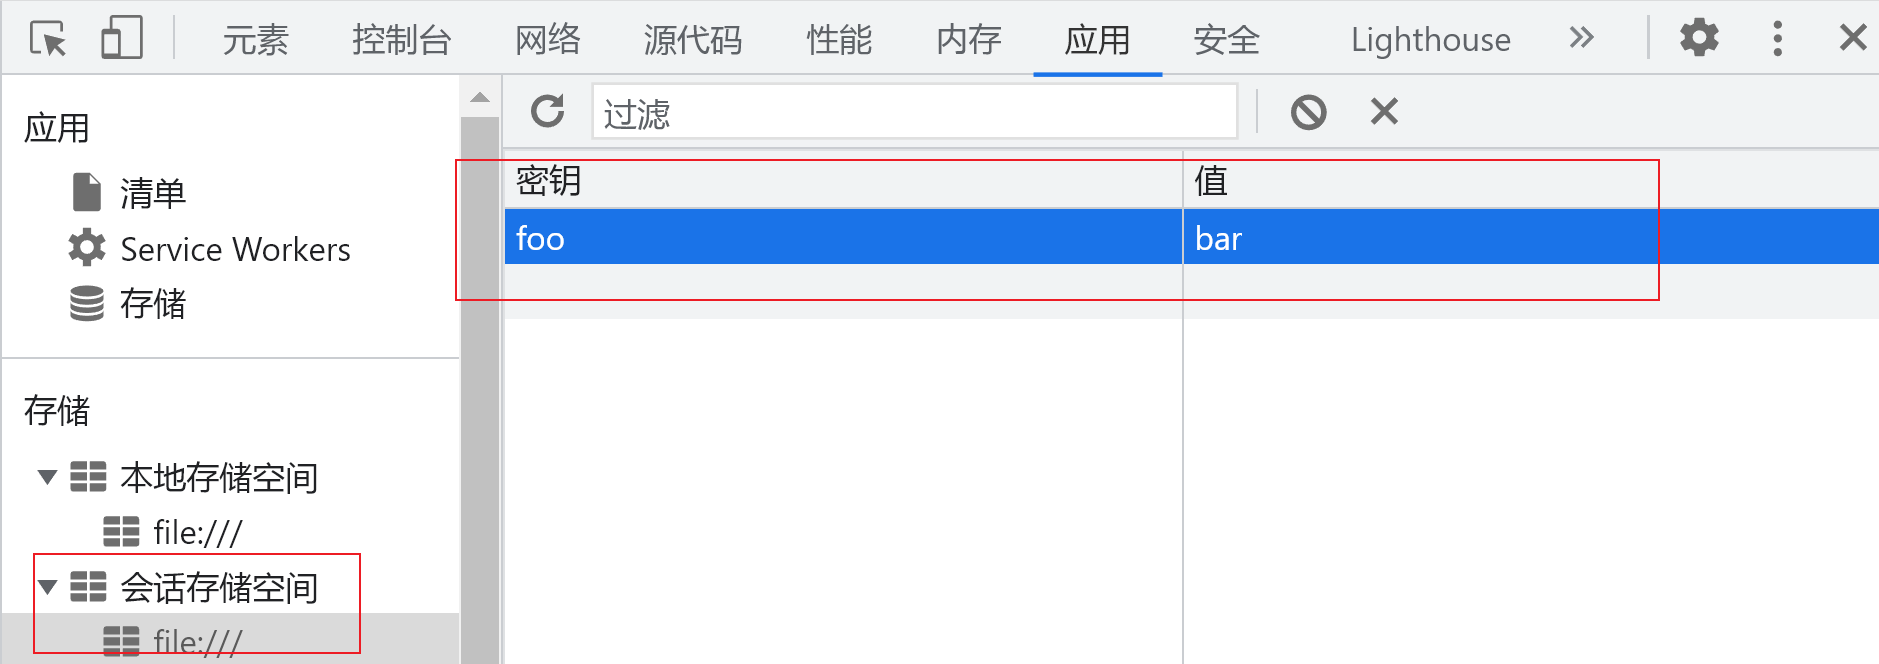 元素 控制台 网络 源代码 性能 内存 应用 安全 Lighthouse
应用
清单
Service Workers
存储
存储
本地存储空间
file:///
会话存储空间
file:///
过滤
密钥 值
foo bar